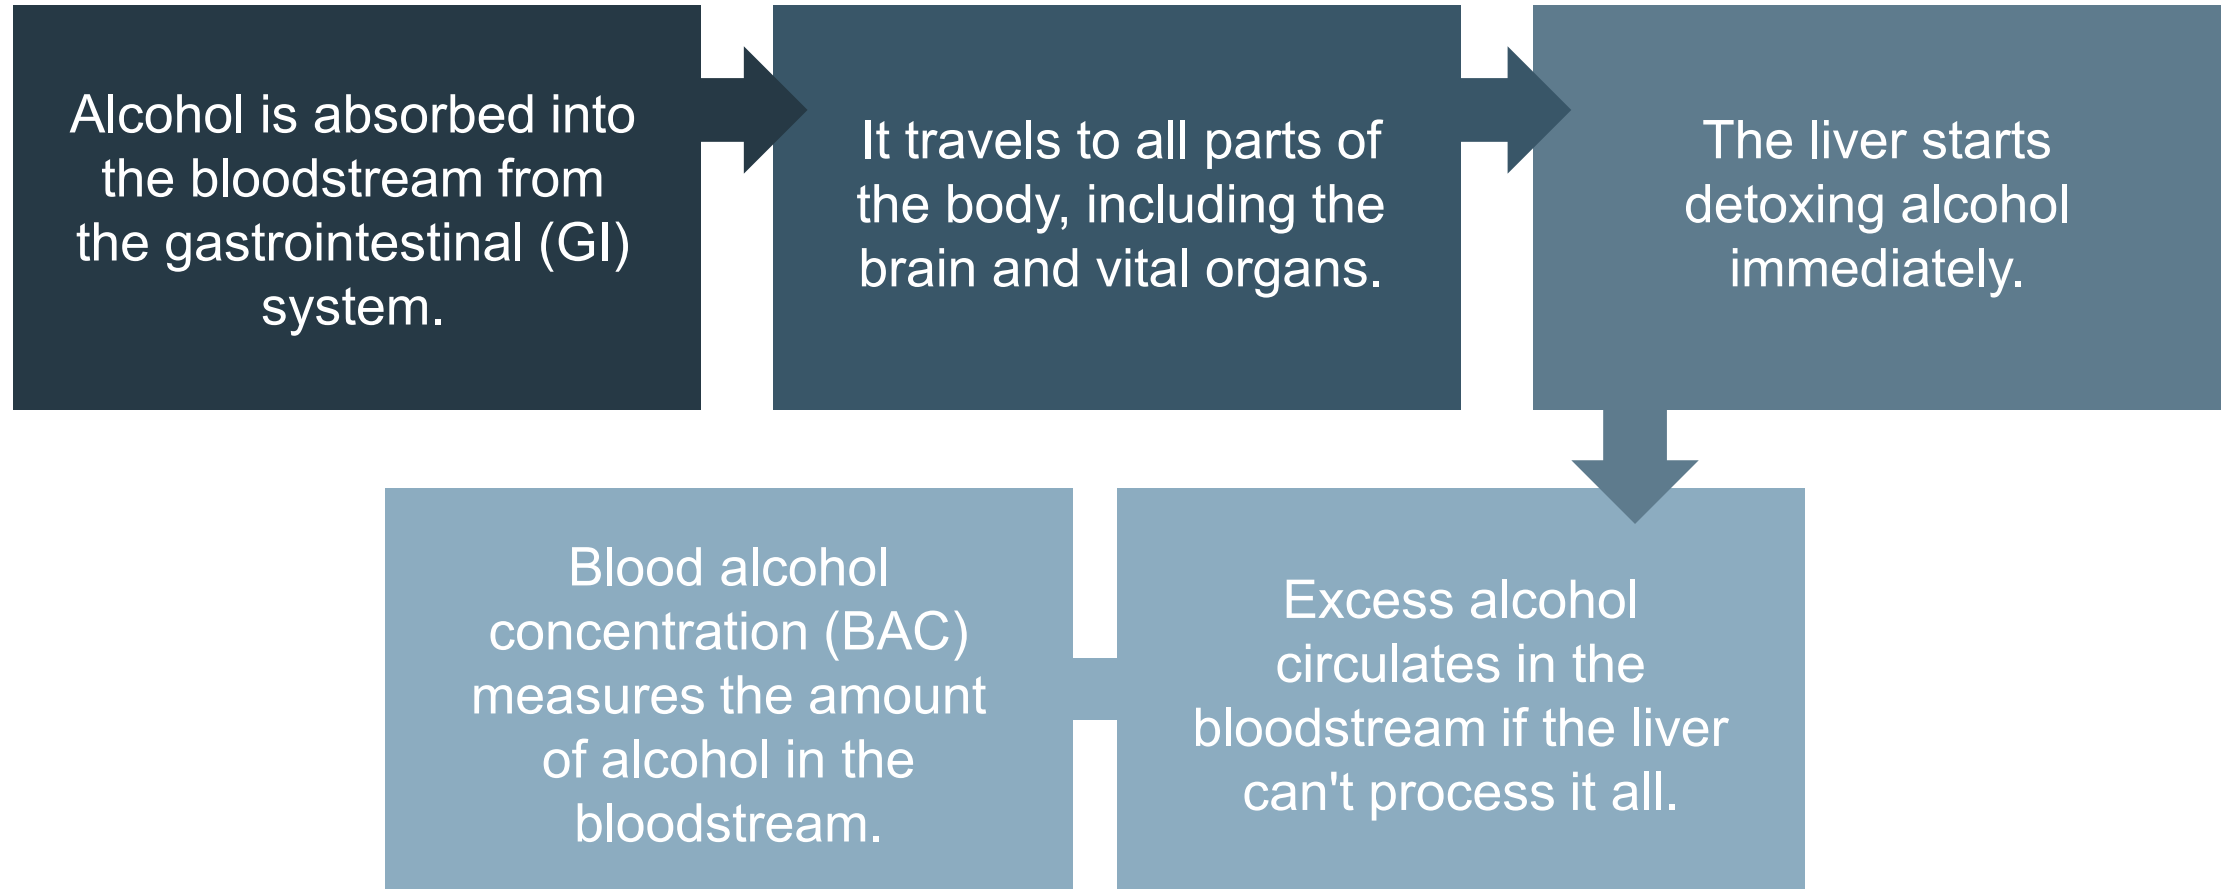 Alcohol is absorbed into
the bloodstream from
the gastrointestinal (GI)
system.
It travels to all parts of
the body, including the
brain and vital organs.
The liver starts
detoxing alcohol
immediately.
Excess alcohol
circulates in the
bloodstream if the liver
can't process it all.
Blood alcohol
concentration (BAC)
measures the amount
of alcohol in the
bloodstream.